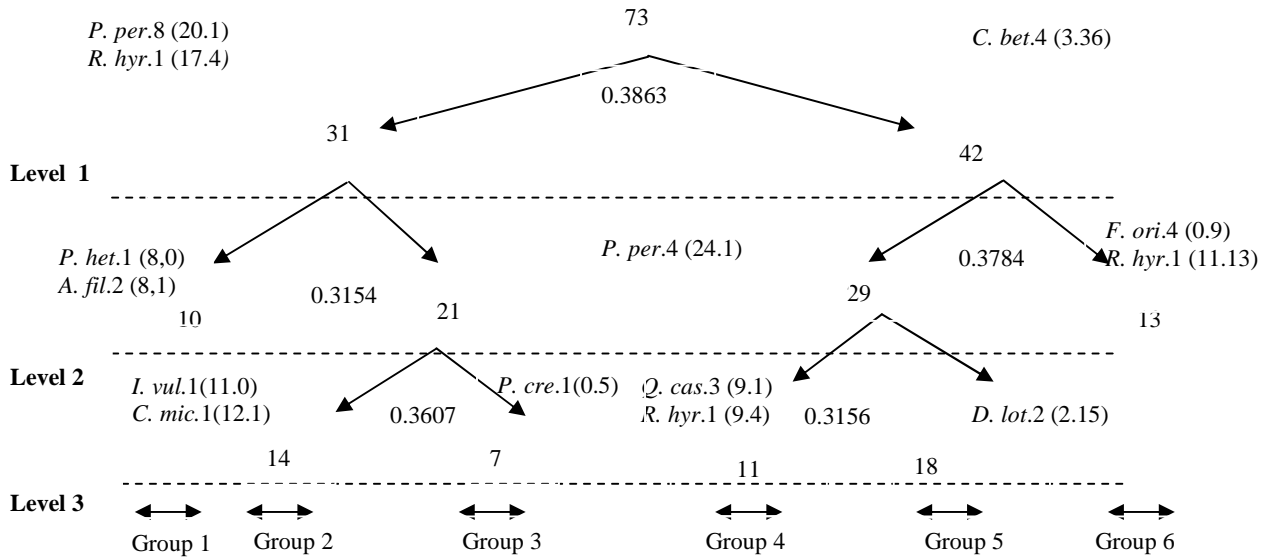 P. per.8 (20.1)
R. hyr.1 (17.4)
73
C. bet.4 (3.36)
0.3863
31
42
Level 1
P. het.1 (8,0)
A. fil.2 (8,1)
P. per.4 (24.1)
F. ori.4 (0.9)
R. hyr.1 (11.13)
0.3154
0.3784
10
21
29
13
Level 2
I. vul.1(11.0)
C. mic.1(12.1)
P. cre.1(0.5)
Q. cas.3 (9.1)
R. hyr.1 (9.4)
0.3607
0.3156
D. lot.2 (2.15)
14
7
11
18
Level 3
Group 1
Group 2
Group 3
Group 4
Group 5
Group 6